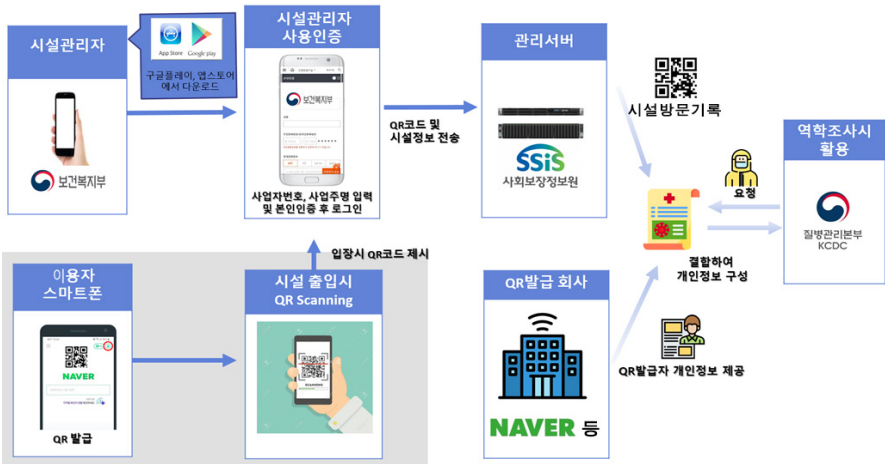 시설관리자
App Store
Google play
구글플레이, 앱스토어
에서 다운로드
보건복지부
시설관리자
사용인증
보건복지부
사업자번호, 사업주명 입력
및 본인인증 후 로그인
QR코드 및
시설정보 전송
관리서버
SSiS
사회보장정보원
시설방문기록
역학조사시
활용
요청
질병관리본부
KCDC
결합하여
개인정보 구성
입장시 QR코드 제시
이용자
스마트폰
NAVER
QR 발급
시설 출입시
QR Scanning
SCANNING
QR발급 회사
NAVER 등
QR발급자 개인정보 제공